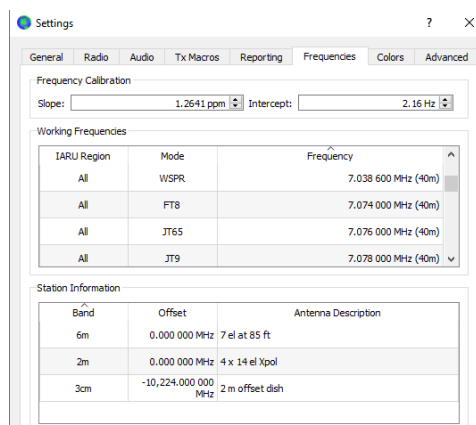 Settings
? ×
General Radio Audio Tx Macros Reporting Frequencies Colors Advanced
Frequency Calibration
Slope: 1.2641 ppm Intercept: 2.16 Hz
Working Frequencies
IARU Region Mode Frequency
All WSPR 7.038 600 MHz (40m)
All FT8 7.074 000 MHz (40m)
All JT65 7.076 000 MHz (40m)
All JT9 7.078 000 MHz (40m)
Station Information
Band Offset Antenna Description
6m 0.000 000 MHz 7 el at 85 ft
2m 0.000 000 MHz 4 x 14 el Xpol
3cm -10,224.000 000 MHz 2 m offset dish